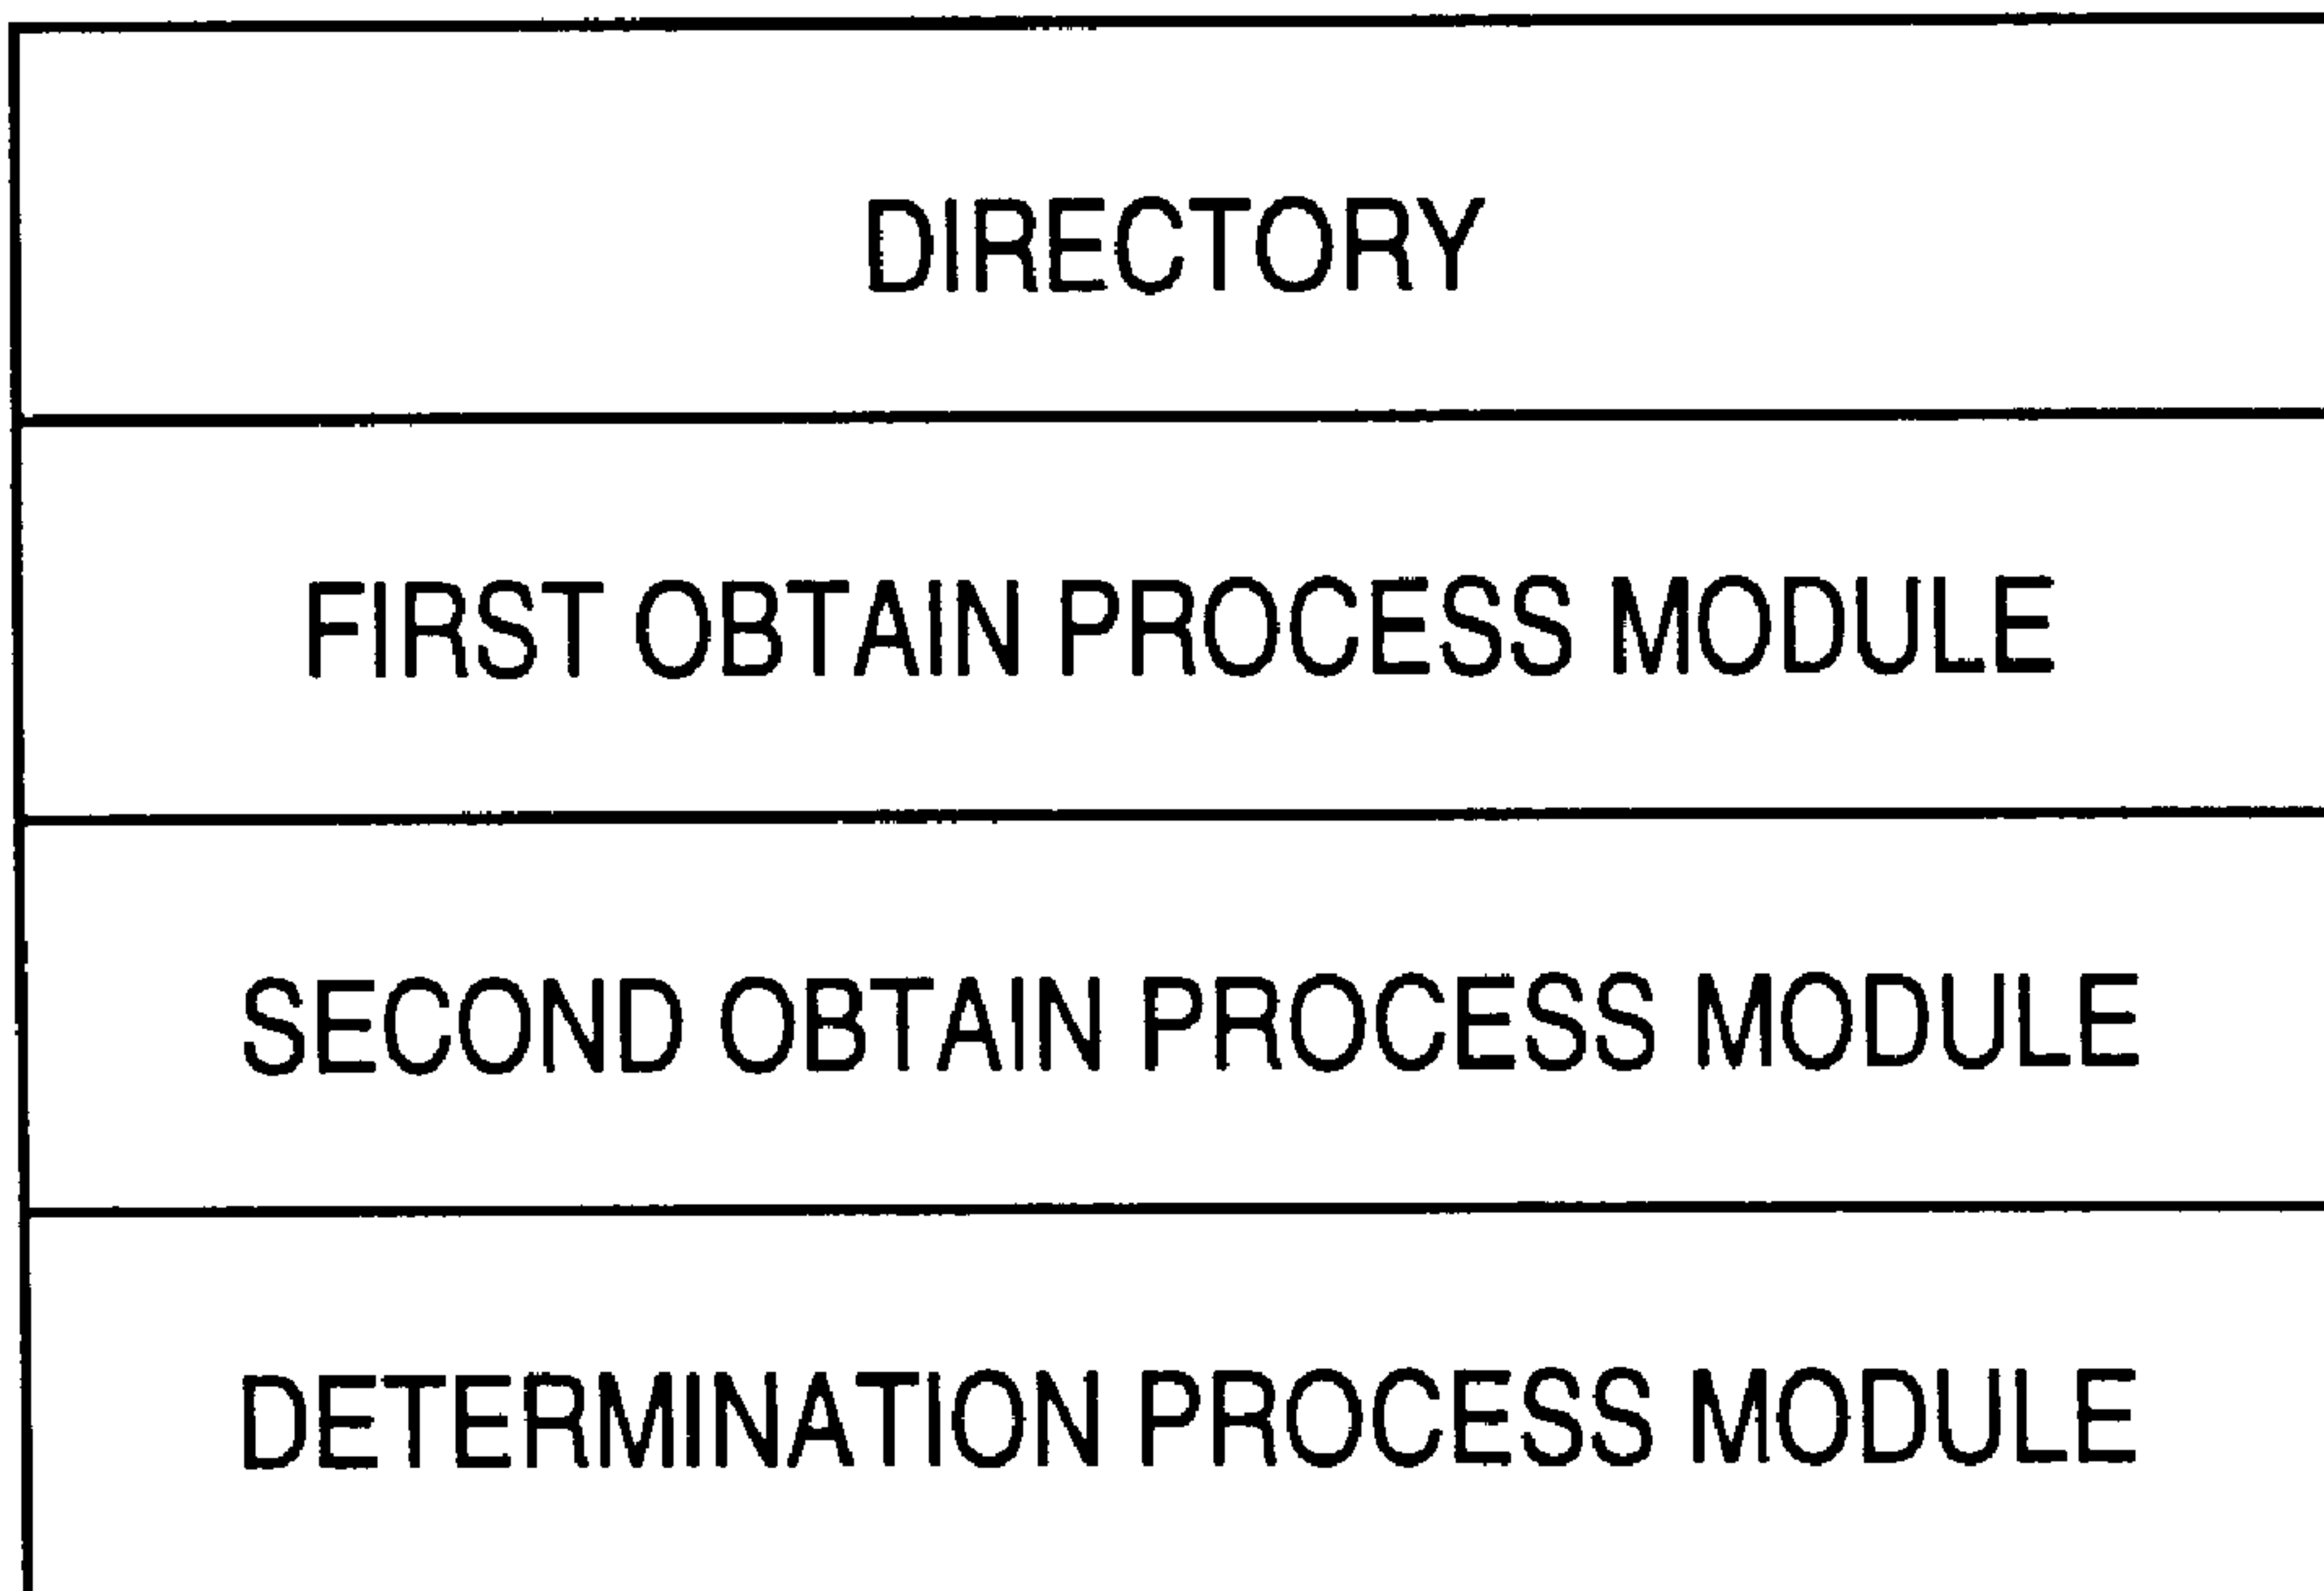 DIRECTORY
FIRST OBTAIN PROCESS MODULE
SECOND OBTAIN PROCESS MODULE
DETERMINATION PROCESS MODULE